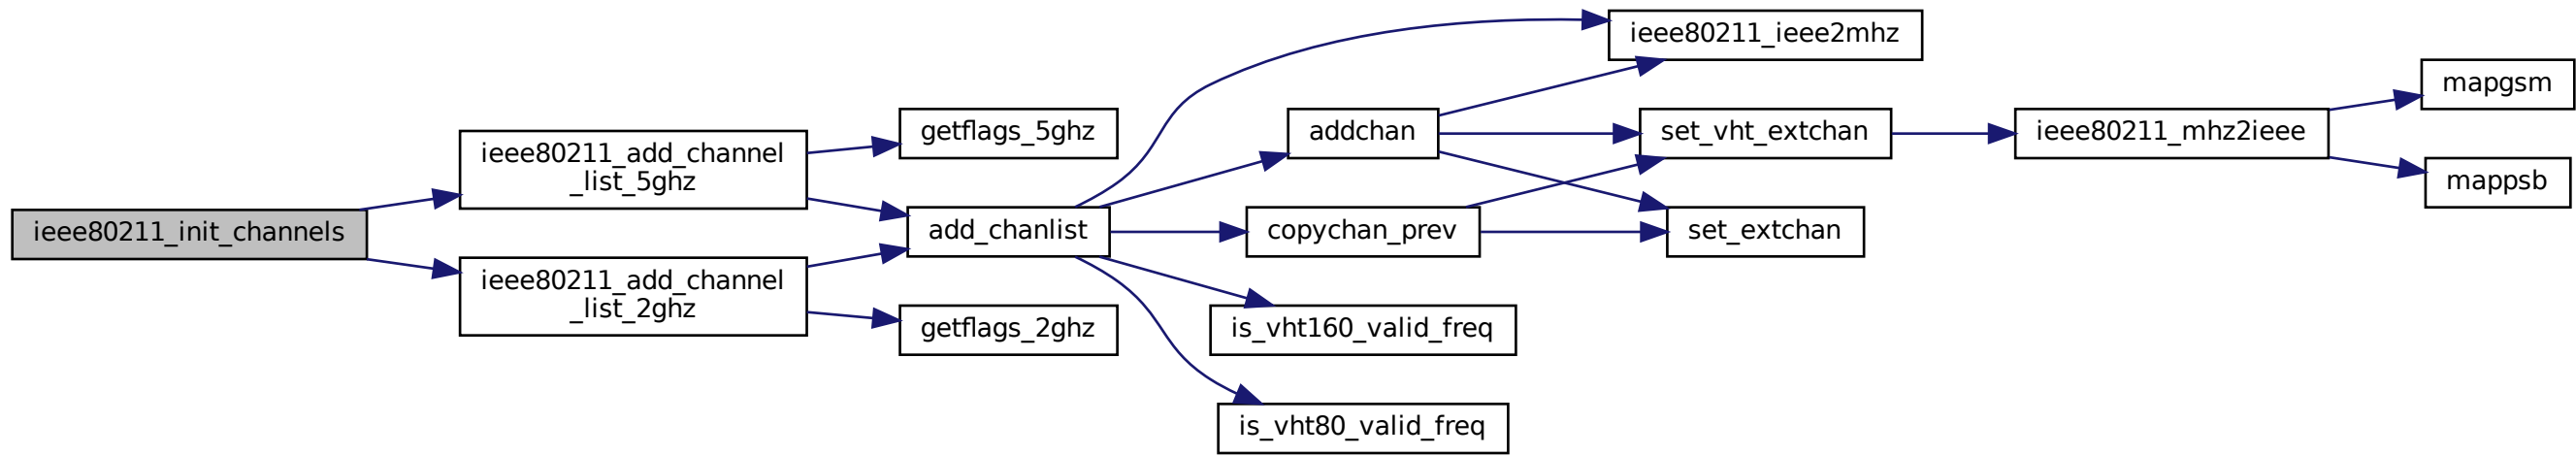 ieee80211_init_channels
ieee80211_add_channel
_list_5ghz
ieee80211_add_channel
_list_2ghz
getflags_5ghz
add_chanlist
getflags_2ghz
ieee80211_ieee2mhz
addchan
copychan_prev
is_vht160_valid_freq
is_vht80_valid_freq
set_vht_extchan
set_extchan
ieee80211_mhz2ieee
mapgsm
mappsb